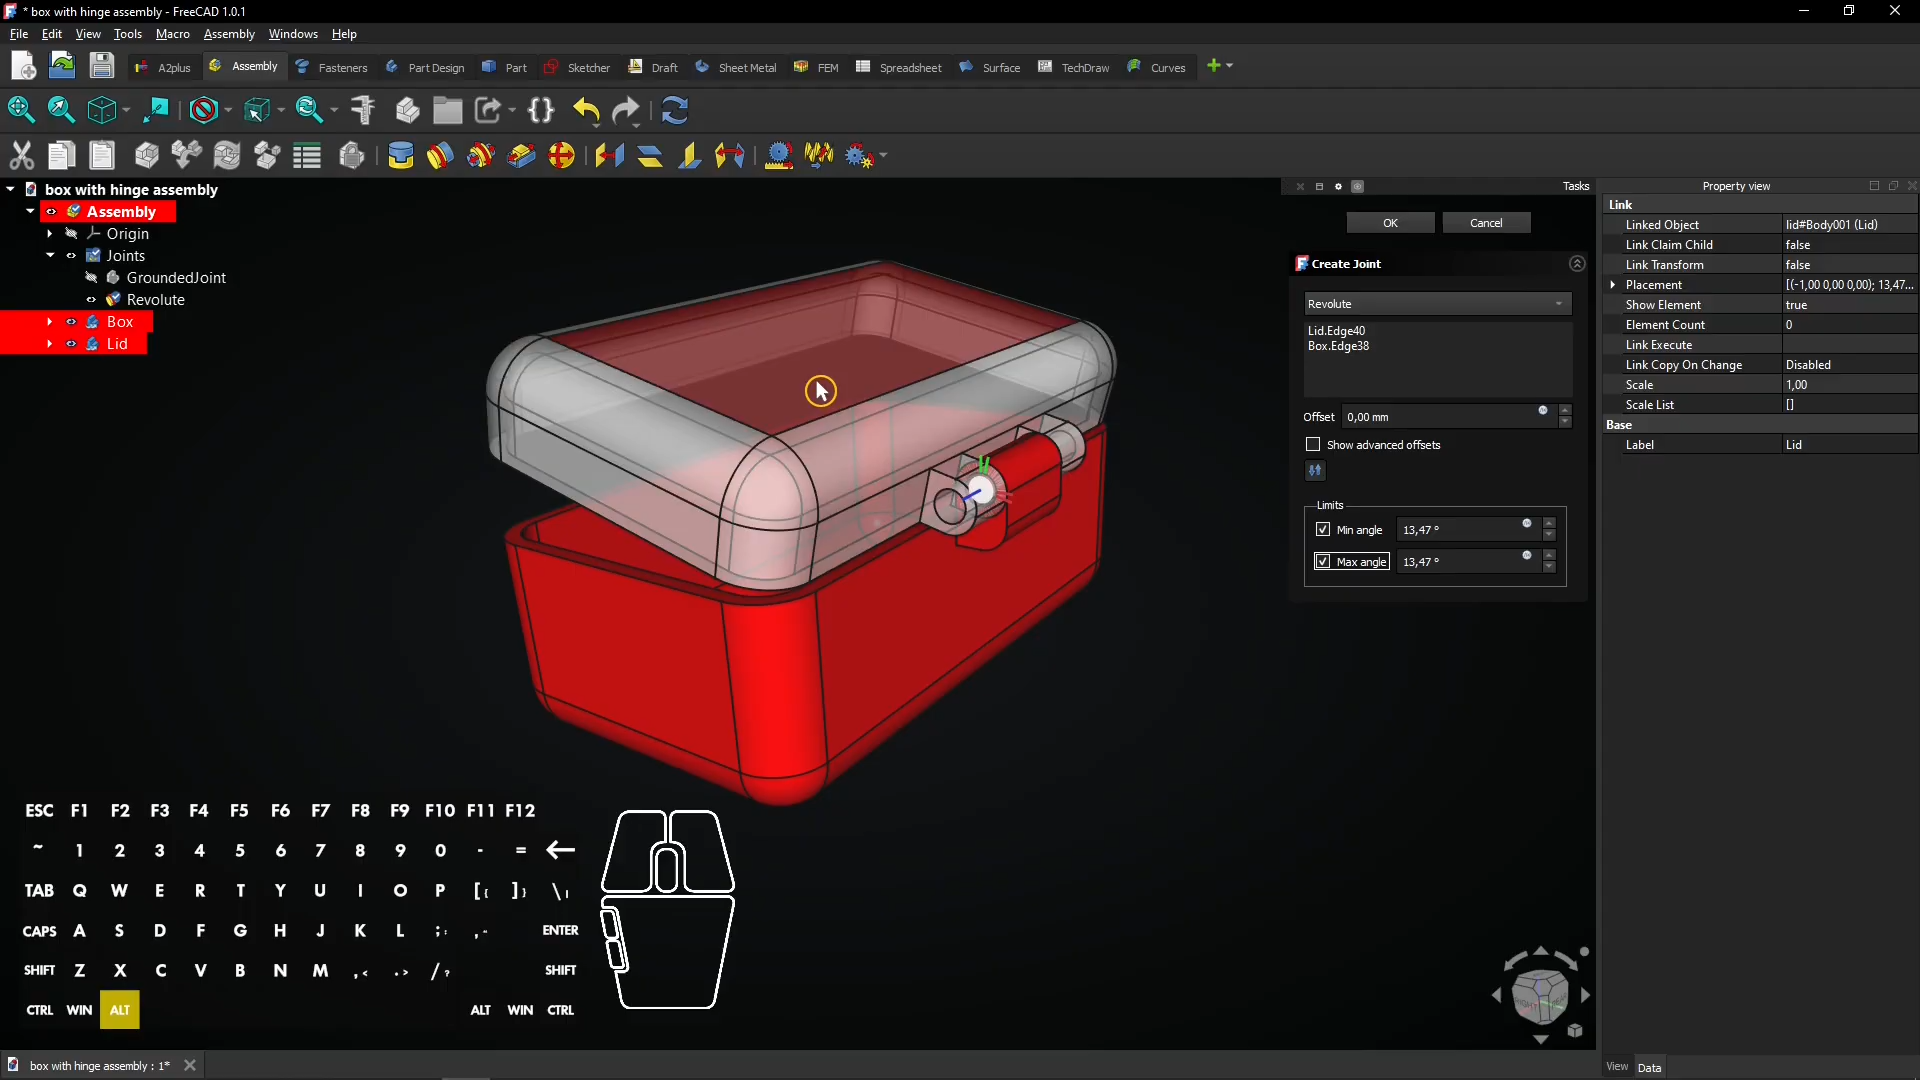 * box with hinge assembly - FreeCAD 1.0.1
File Edit View Tools Macro Assembly Windows Help
A2plus Assembly Fasteners Part Design Part Sketcher Draft Sheet Metal FEM Spreadsheet Surface TechDraw Curves
box with hinge assembly
Assembly
Origin
Joints
GroundedJoint
Revolute
Box
Lid
Tasks
OK Cancel
Create Joint
Revolute
Lid.Edge40
Box.Edge38
Offset 0,00 mm
Show advanced offsets
Limits
Min angle 13,47 °
Max angle 13,47 °
Property view
Link
Linked Object lid#Body001 (Lid)
Link Claim Child false
Link Transform false
Placement [(-1,00 0,00 0,00); 13,47...
Show Element true
Element Count 0
Link Execute
Link Copy On Change Disabled
Scale 1,00
Scale List []
Base
Label Lid
ESC F1 F2 F3 F4 F5 F6 F7 F8 F9 F10 F11 F12
~ 1 2 3 4 5 6 7 8 9 0 - =
TAB Q W E R T Y U I O P [{ ]} \|
CAPS A S D F G H J K L ;: ,"ENTER
SHIFT Z X C V B N M ,< .> /? SHIFT
CTRL WIN ALT ALT WIN CTRL
RIGHT
box with hinge assembly : 1*
View Data